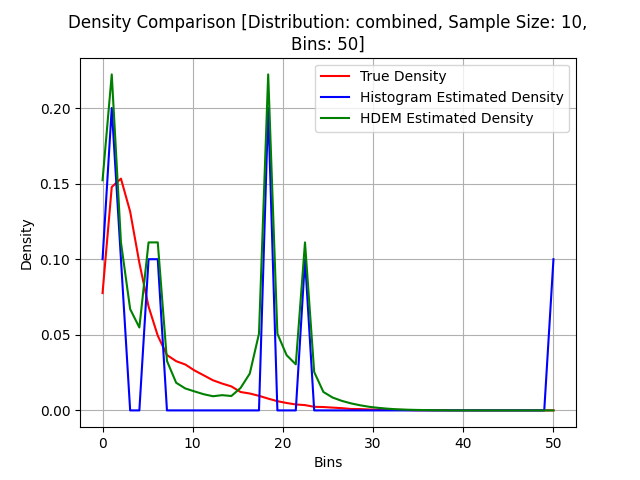 Density Comparison [Distribution: combined, Sample Size: 10,
Bins: 50]
True Density
Histogram Estimated Density
HDEM Estimated Density
Density
0.20
0.15
0.10
0.05
0.00
0 10 20 30 40 50
Bins